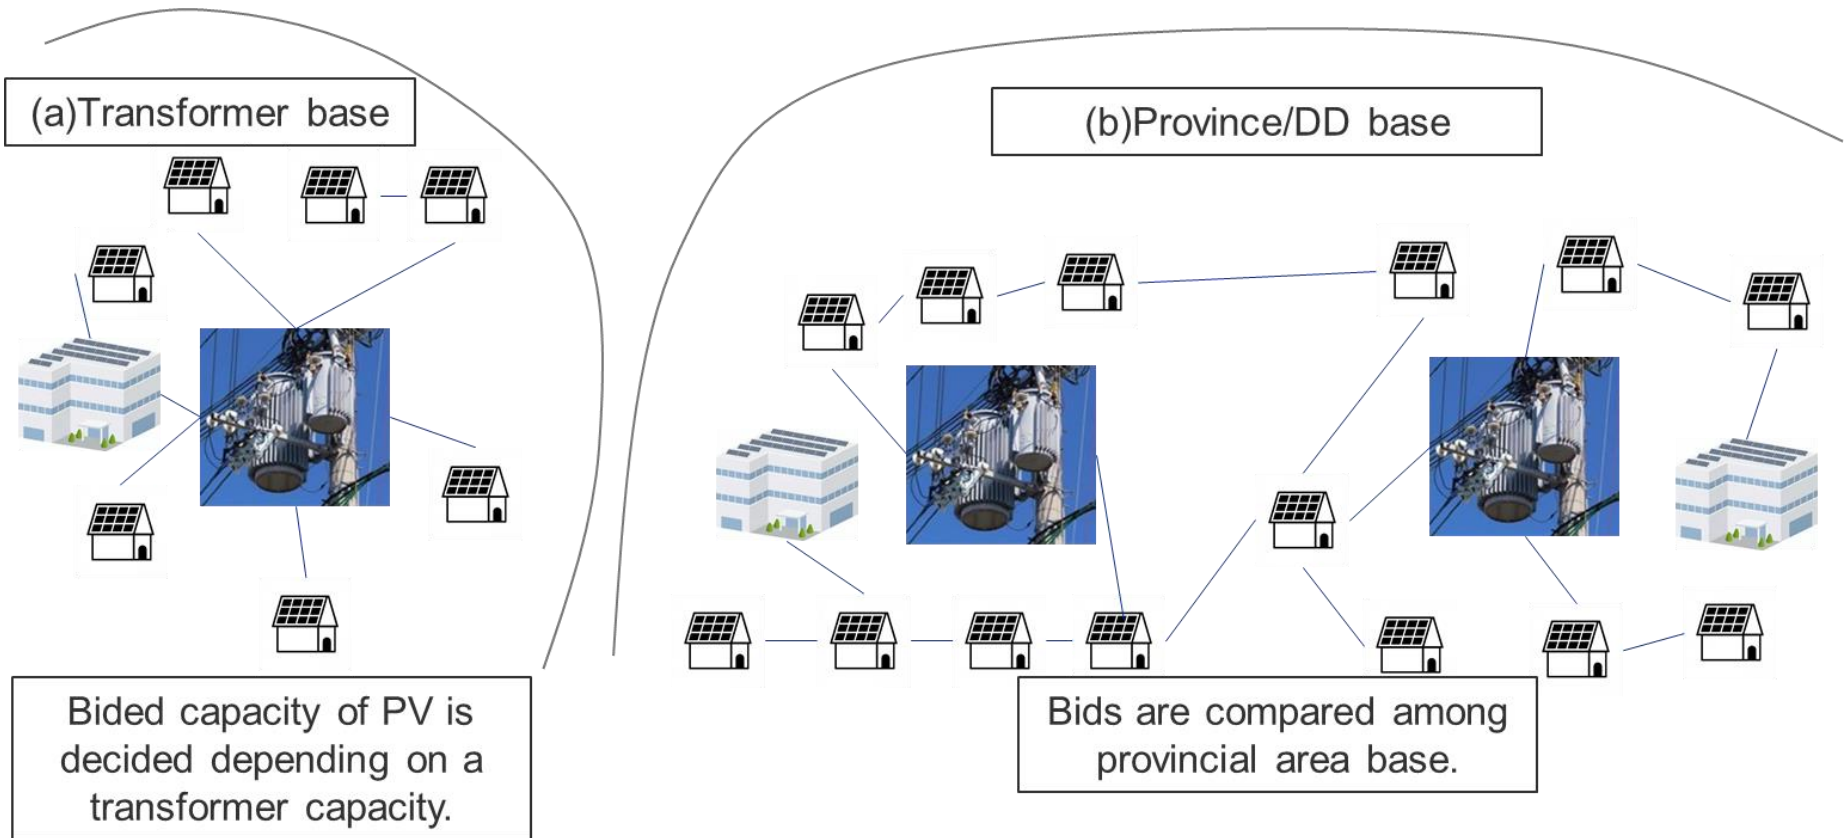 (a)Transformer base
(b)Province/DD base
Bided capacity of PV is
decided depending on a
transformer capacity.
Bids are compared among
provincial area base.